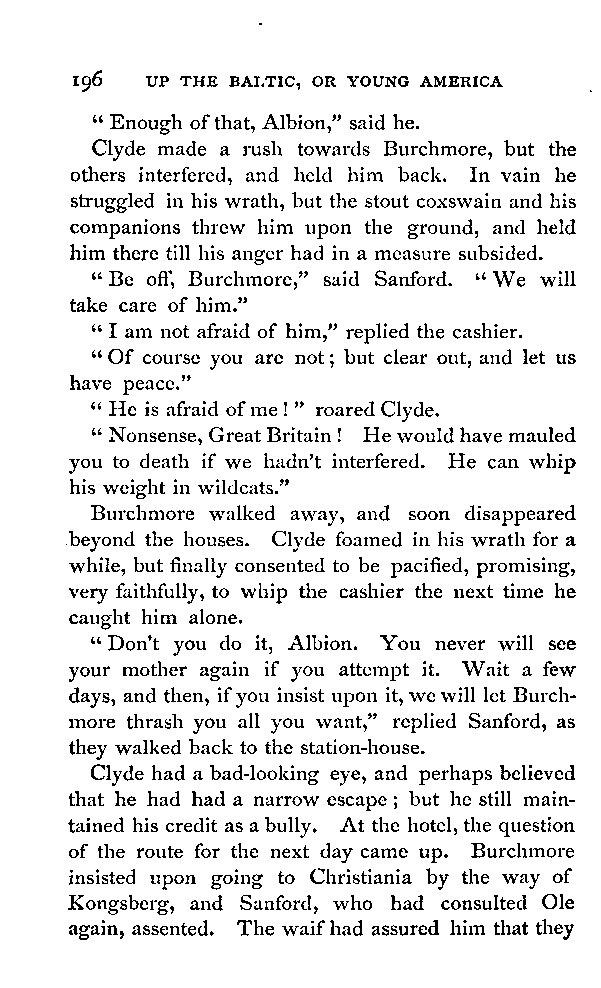 196 UP THE BALTIC, OR YOUNG AMERICA
“ Enough of that, Albion,” said he.
Clyde made a rush towards Burchmore, but the
others interfered, and held him back. In vain he
struggled in his wrath, but the stout coxswain and his
companions threw him upon the ground, and held
him there till his anger had in a measure subsided.
“ Be off, Burchmore,” said Sanford. “ We will
take care of him.”
“ I am not afraid of him,” replied the cashier.
“ Of course you are not ; but clear out, and let us
have peace.”
“ He is afraid of me ! ” roared Clyde.
“ Nonsense, Great Britain ! He would have mauled
you to death if we hadn’t interfered. He can whip
his weight in wildcats.”
Burchmore walked away, and soon disappeared
beyond the houses. Clyde foamed in his wrath for a
while, but finally consented to be pacified, promising,
very faithfully, to whip the cashier the next time he
caught him alone.
“ Don’t you do it, Albion. You never will see
your mother again if you attempt it. Wait a few
days, and then, if you insist upon it, we will let Burch-
more thrash you all you want,” replied Sanford, as
they walked back to the station-house.
Clyde had a bad-looking eye, and perhaps believed
that he had had a narrow escape ; but he still main-
tained his credit as a bully. At the hotel, the question
of the route for the next day came up. Burchmore
insisted upon going to Christiania by the way of
Kongsberg, and Sanford, who had consulted Ole
again, assented. The waif had assured him that they